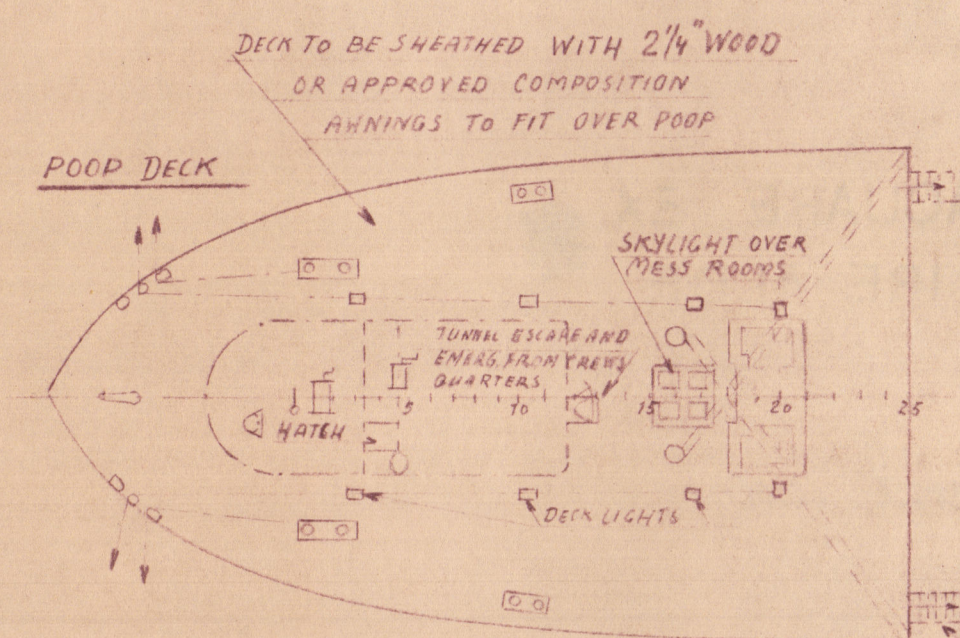 DECK TO BE SHEATHED WITH 2¼" WOOD
OR APPROVED COMPOSITION
AWNINGS TO FIT OVER POOP
POOP DECK
SKYLIGHT OVER
MESS ROOMS
TUNNEL ESCAPE AND
EMERG. FROM CREWS
QUARTERS
5 10 15 20 25
HATCH
DECK LIGHTS